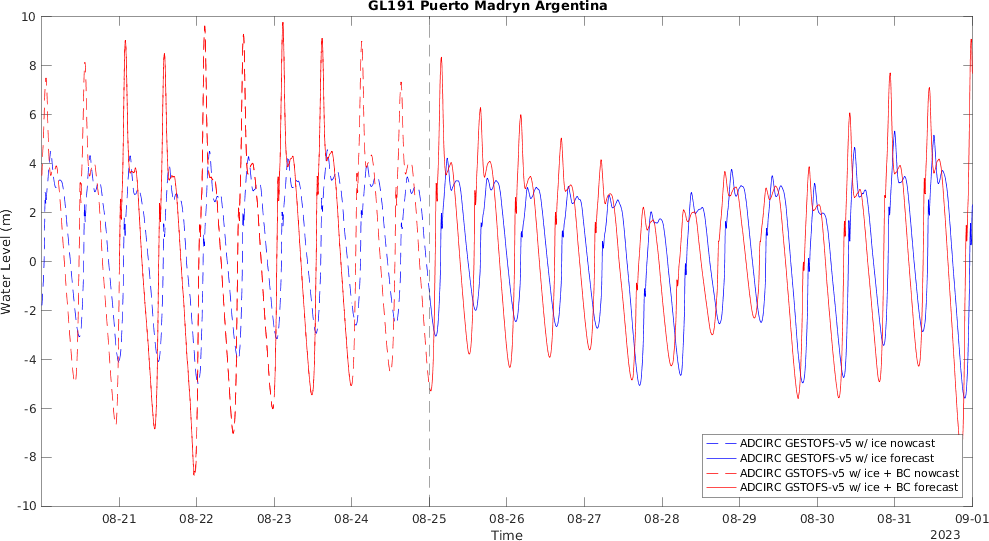 GL191 Puerto Madryn Argentina
10
8
6
4
2
0
-2
-4
-6
-8
-10
Water Level (m)
08-21 08-22 08-23 08-24 08-25 08-26 08-27 08-28 08-29 08-30 08-31 09-01
Time
2023
ADCIRC GESTOFS-v5 w/ ice nowcast
ADCIRC GESTOFS-v5 w/ ice forecast
ADCIRC GSTOFS-v5 w/ ice + BC nowcast
ADCIRC GSTOFS-v5 w/ ice + BC forecast